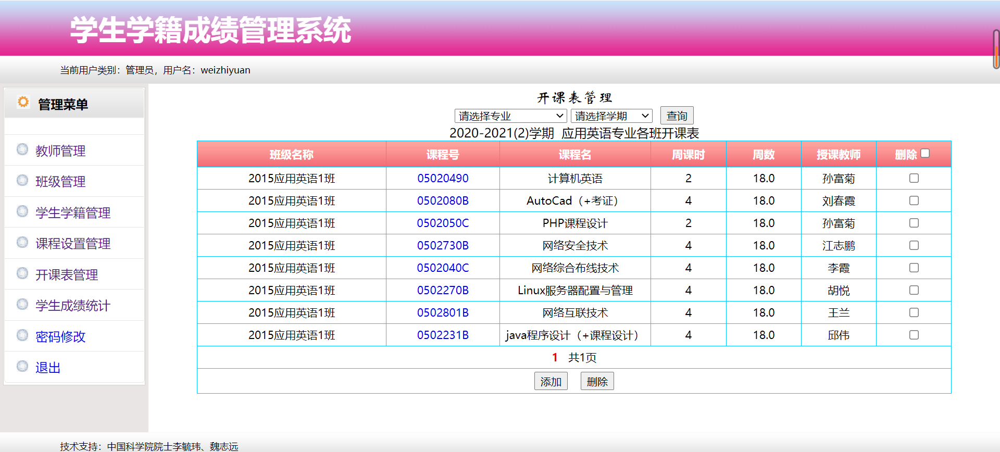 学生学籍成绩管理系统
当前用户类别：管理员，用户名：weizhiyuan
管理菜单
教师管理
班级管理
学生学籍管理
课程设置管理
开课表管理
学生成绩统计
密码修改
退出
开课表管理
请选择专业 请选择学期 查询
2020-2021(2)学期 应用英语专业各班开课表
班级名称 课程号 课程名 周课时 周数 授课教师 删除
2015应用英语1班 05020490 计算机英语 2 18.0 孙富菊
2015应用英语1班 0502080B AutoCad（+考证） 4 18.0 刘春霞
2015应用英语1班 0502050C PHP课程设计 2 18.0 孙富菊
2015应用英语1班 0502730B 网络安全技术 4 18.0 江志鹏
2015应用英语1班 0502040C 网络综合布线技术 4 18.0 李霞
2015应用英语1班 0502270B Linux服务器配置与管理 4 18.0 胡悦
2015应用英语1班 0502801B 网络互联技术 4 18.0 王兰
2015应用英语1班 0502231B java程序设计（+课程设计） 4 18.0 邱伟
1 共1页
添加 删除
技术支持：中国科学院院士李毓玮、魏志远